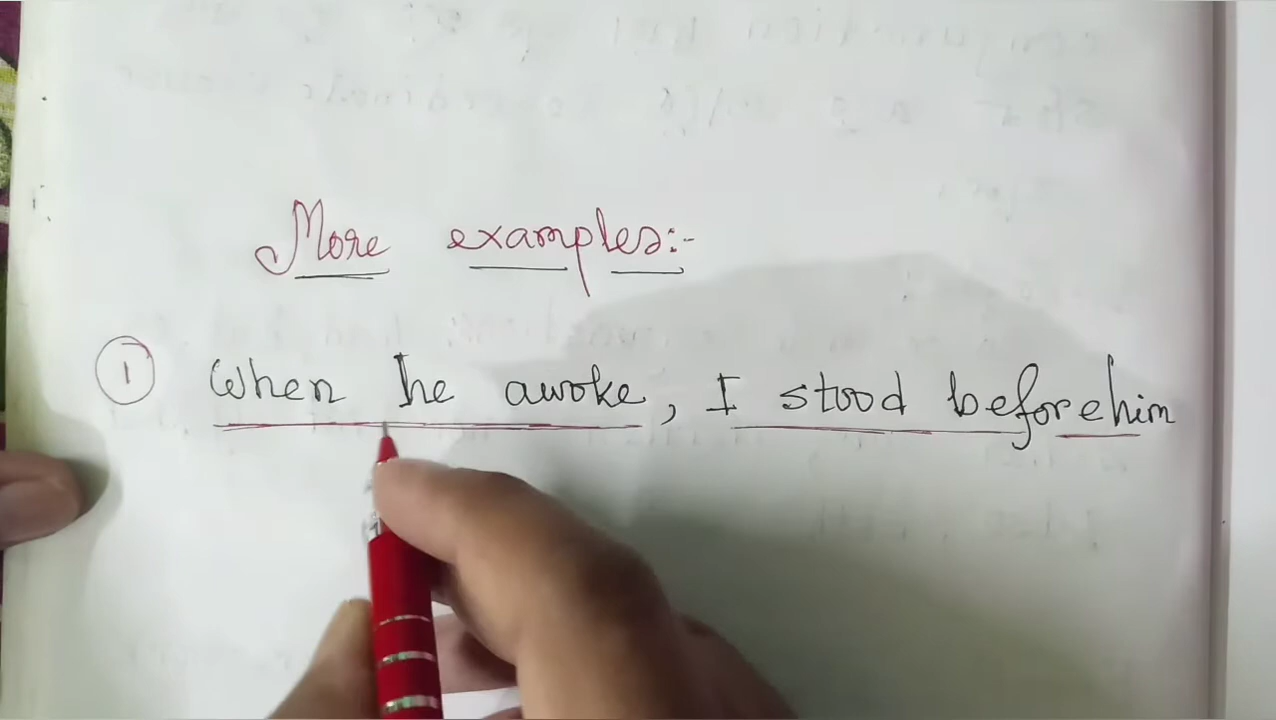 More examples:-
① When he awoke, I stood before him